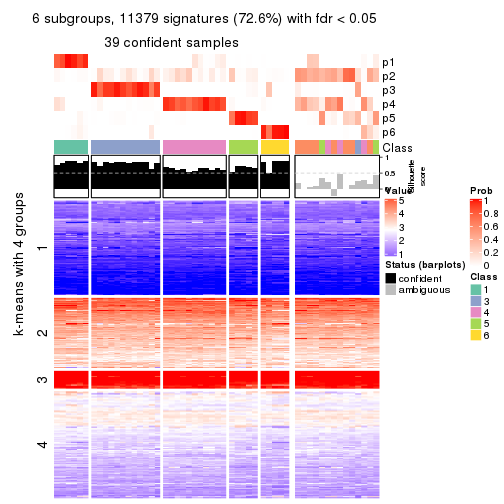 6 subgroups, 11379 signatures (72.6%) with fdr < 0.05
39 confident samples
p1
p2
p3
p4
p5
p6
Class
1
0.5
0
Silhouette
score
k-means with 4 groups
1
2
3
4
Value
5
4
3
2
1
Status (barplots)
confident
ambiguous
Prob
1
0.8
0.6
0.4
0.2
0
Class
1
3
4
5
6